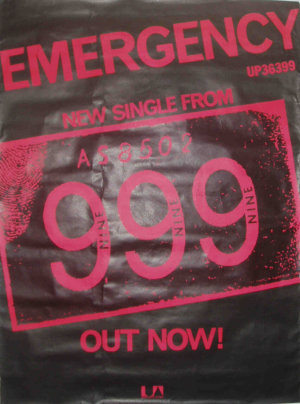 EMERGENCY
UP36399
NEW SINGLE FROM
999
NINE NINE NINE
OUT NOW!
UA